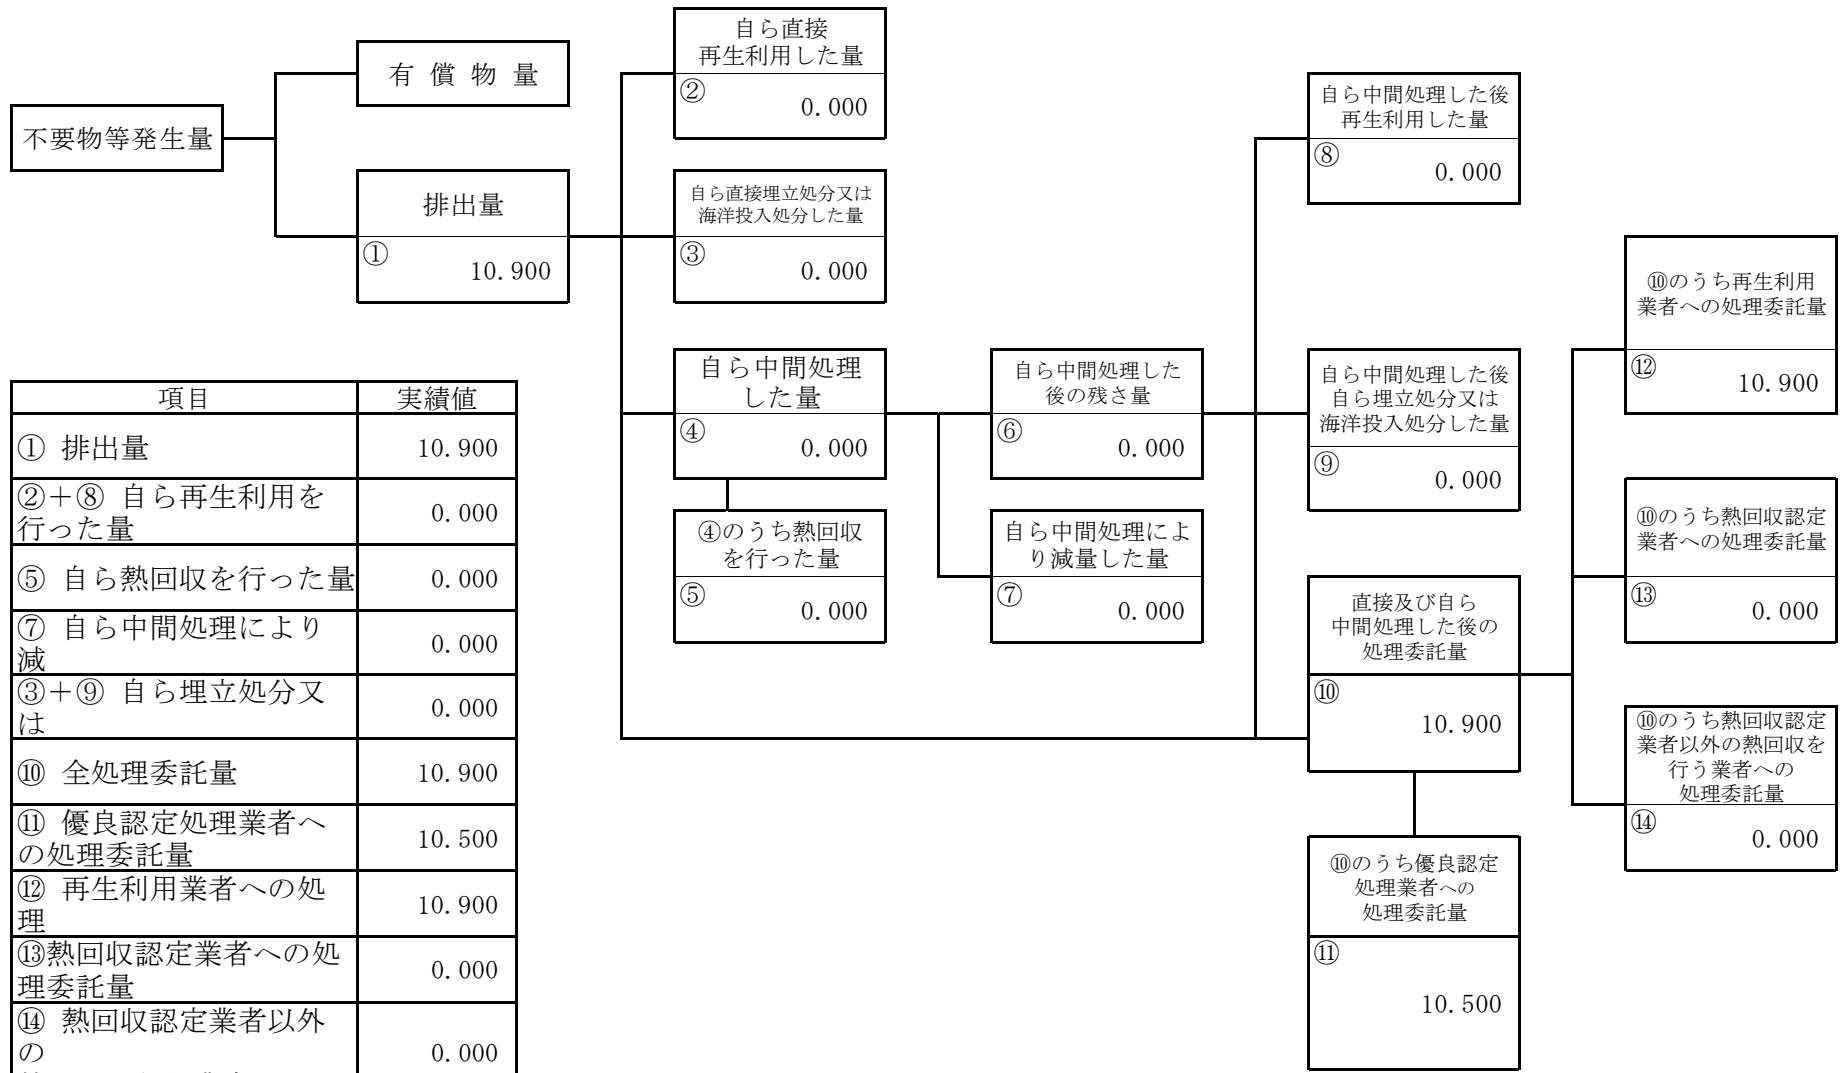 不要物等発生量
有 償 物 量
排出量
①
10.900
自ら直接
再生利用した量
②
0.000
自ら直接埋立処分又は
海洋投入処分した量
③
0.000
自ら中間処理
した量
④
0.000
④のうち熱回収
を行った量
⑤
0.000
自ら中間処理した
後の残さ量
⑥
0.000
自ら中間処理によ
り減量した量
⑦
0.000
自ら中間処理した後
再生利用した量
⑧
0.000
自ら中間処理した後
自ら埋立処分又は
海洋投入処分した量
⑨
0.000
直接及び自ら
中間処理した後の
処理委託量
⑩
10.900
⑩のうち優良認定
処理業者への
処理委託量
⑪
10.500
⑩のうち再生利用
業者への処理委託量
⑫
10.900
⑩のうち熱回収認定
業者への処理委託量
⑬
0.000
⑩のうち熱回収認定
業者以外の熱回収を
行う業者への
処理委託量
⑭
0.000
項目 実績値
① 排出量 10.900
②＋⑧ 自ら再生利用を
行った量 0.000
⑤ 自ら熱回収を行った量 0.000
⑦ 自ら中間処理により
減 0.000
③＋⑨ 自ら埋立処分又
は 0.000
⑩ 全処理委託量 10.900
⑪ 優良認定処理業者へ
の処理委託量 10.500
⑫ 再生利用業者への処
理 10.900
⑬熱回収認定業者への処
理委託量 0.000
⑭ 熱回収認定業者以外
の 0.000